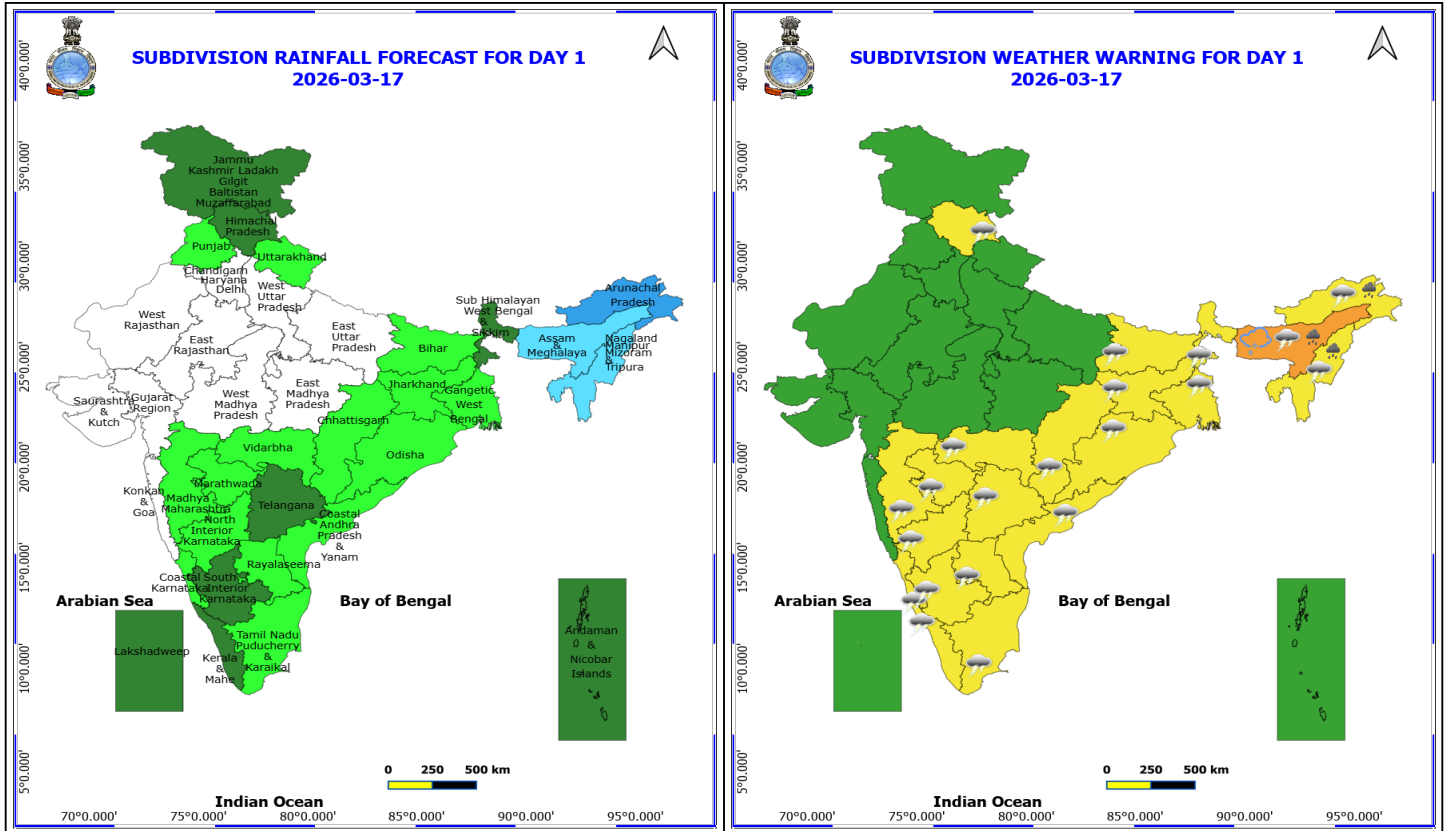 SUBDIVISION RAINFALL FORECAST FOR DAY 1
2026-03-17
40°0.000'
35°0.000'
30°0.000'
25°0.000'
20°0.000'
15°0.000'
10°0.000'
5°0.000'
Jammu
Kashmir Ladakh
Gilgit
Baltistan
Muzaffarabad
Himachal
Pradesh
Punjab
Uttarakhand
Chandigarh
Haryana
Delhi
West
Uttar
Pradesh
West
Rajasthan
East
Rajasthan
East
Uttar
Pradesh
Sub Himalayan
West Bengal
&
Sikkim
Arunachal
Pradesh
Assam
&
Meghalaya
Nagaland
Manipur
Mizoram
&
Tripura
Bihar
Jharkhand
Gangetic
West
Bengal
Saurashtra
&
Kutch
Gujarat
Region
West
Madhya
Pradesh
East
Madhya
Pradesh
Chhattisgarh
Odisha
Vidarbha
Marathwada
Madhya
Maharashtra
Konkan
&
Goa
Telangana
North
Interior
Karnataka
Coastal
Andhra
Pradesh
&
Yanam
Rayalaseema
Coastal
Karnataka
South
Interior
Karnataka
Tamil Nadu
Puducherry
&
Karaikal
Kerala
&
Mahe
Lakshadweep
Andaman
&
Nicobar
Islands
Arabian Sea
Bay of Bengal
Indian Ocean
0 250 500 km
70°0.000' 75°0.000' 80°0.000' 85°0.000' 90°0.000' 95°0.000'
SUBDIVISION WEATHER WARNING FOR DAY 1
2026-03-17
40°0.000'
35°0.000'
30°0.000'
25°0.000'
20°0.000'
15°0.000'
10°0.000'
5°0.000'
Arabian Sea
Bay of Bengal
Indian Ocean
0 250 500 km
70°0.000' 75°0.000' 80°0.000' 85°0.000' 90°0.000' 95°0.000'